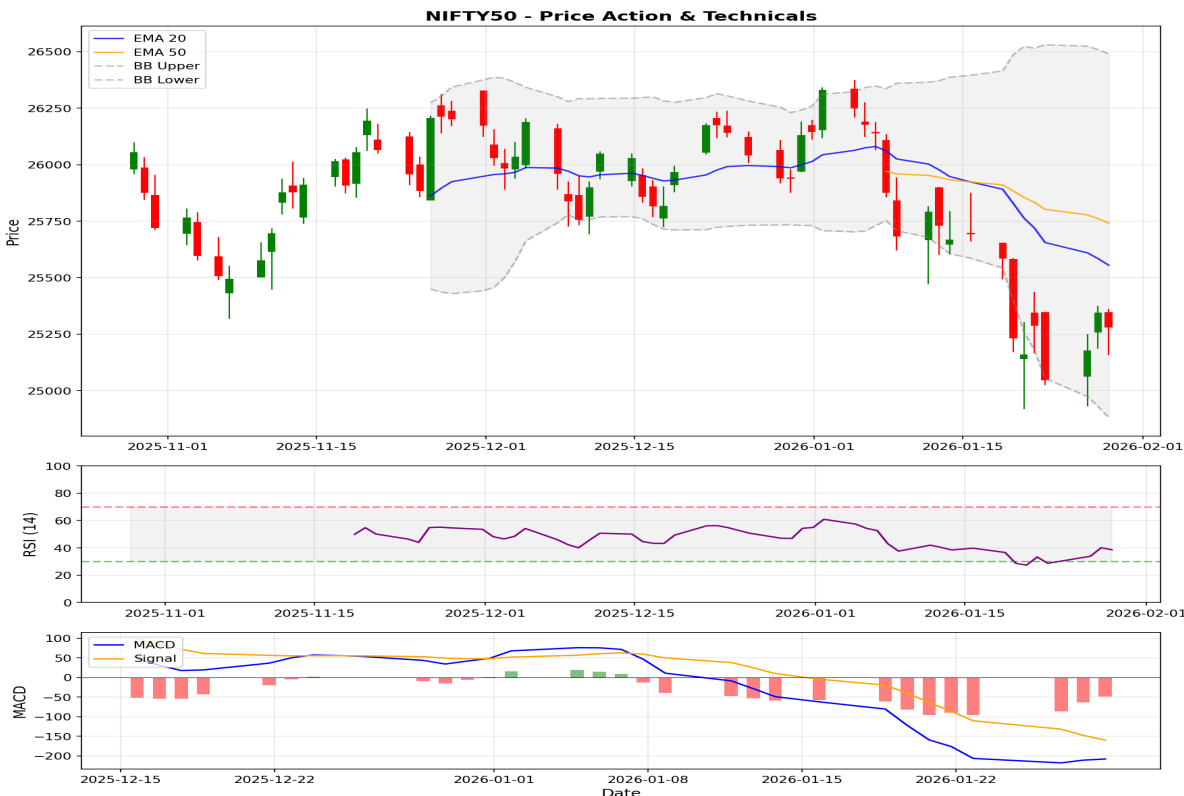 NIFTY50 - Price Action & Technicals
EMA 20
EMA 50
BB Upper
BB Lower
Price
26500
26250
26000
25750
25500
25250
25000
2025-11-01 2025-11-15 2025-12-01 2025-12-15 2026-01-01 2026-01-15 2026-02-01
RSI (14)
100
80
60
40
20
0
2025-11-01 2025-11-15 2025-12-01 2025-12-15 2026-01-01 2026-01-15 2026-02-01
MACD
Signal
MACD
100
50
0
−50
−100
−150
−200
2025-12-15 2025-12-22 2026-01-01 2026-01-08 2026-01-15 2026-01-22
Date